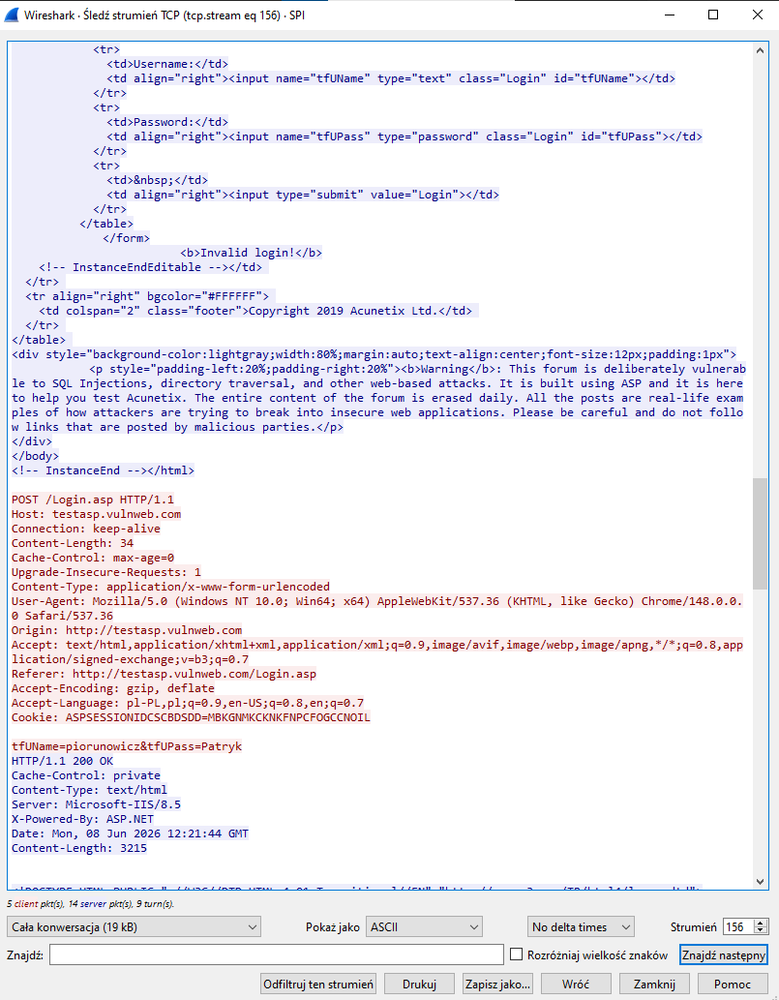 Wireshark · Śledź strumień TCP (tcp.stream eq 156) · SPI
<tr>
<td>Username:</td>
<td align="right"><input name="tfUName" type="text" class="Login" id="tfUName"></td>
</tr>
<tr>
<td>Password:</td>
<td align="right"><input name="tfUPass" type="password" class="Login" id="tfUPass"></td>
</tr>
<tr>
<td>&nbsp;</td>
<td align="right"><input type="submit" value="Login"></td>
</tr>
</table>
</form>
<b>Invalid login!</b>
<!-- InstanceEndEditable --></td>
</tr>
<tr align="right" bgcolor="#FFFFFF">
<td colspan="2" class="footer">Copyright 2019 Acunetix Ltd.</td>
</tr>
</table>
<div style="background-color:lightgray;width:80%;margin:auto;text-align:center;font-size:12px;padding:1px">
<p style="padding-left:20%;padding-right:20%"><b>Warning</b>: This forum is deliberately vulnerab
le to SQL Injections, directory traversal, and other web-based attacks. It is built using ASP and it is here
to help you test Acunetix. The entire content of the forum is erased daily. All the posts are real-life exam
ples of how attackers are trying to break into insecure web applications. Please be careful and do not follo
w links that are posted by malicious parties.</p>
</div>
</body>
<!-- InstanceEnd --></html>
POST /Login.asp HTTP/1.1
Host: testasp.vulnweb.com
Connection: keep-alive
Content-Length: 34
Cache-Control: max-age=0
Upgrade-Insecure-Requests: 1
Content-Type: application/x-www-form-urlencoded
User-Agent: Mozilla/5.0 (Windows NT 10.0; Win64; x64) AppleWebKit/537.36 (KHTML, like Gecko) Chrome/148.0.0.
0 Safari/537.36
Origin: http://testasp.vulnweb.com
Accept: text/html,application/xhtml+xml,application/xml;q=0.9,image/avif,image/webp,image/apng,*/*;q=0.8,app
lication/signed-exchange;v=b3;q=0.7
Referer: http://testasp.vulnweb.com/Login.asp
Accept-Encoding: gzip, deflate
Accept-Language: pl-PL,pl;q=0.9,en-US;q=0.8,en;q=0.7
Cookie: ASPSESSIONIDCSCBDSDD=MBKGNMKCKNKFNPCFOGCCNOIL
tfUName=piorunowicz&tfUPass=Patryk
HTTP/1.1 200 OK
Cache-Control: private
Content-Type: text/html
Server: Microsoft-IIS/8.5
X-Powered-By: ASP.NET
Date: Mon, 08 Jun 2026 12:21:44 GMT
Content-Length: 3215
5 client pkt(s), 14 server pkt(s), 9 turn(s).
Cała konwersacja (19 kB) Pokaż jako ASCII No delta times Strumień 156
Znajdź: Rozróżniaj wielkość znaków Znajdź następny
Odfiltruj ten strumień Drukuj Zapisz jako... Wróć Zamknij Pomoc